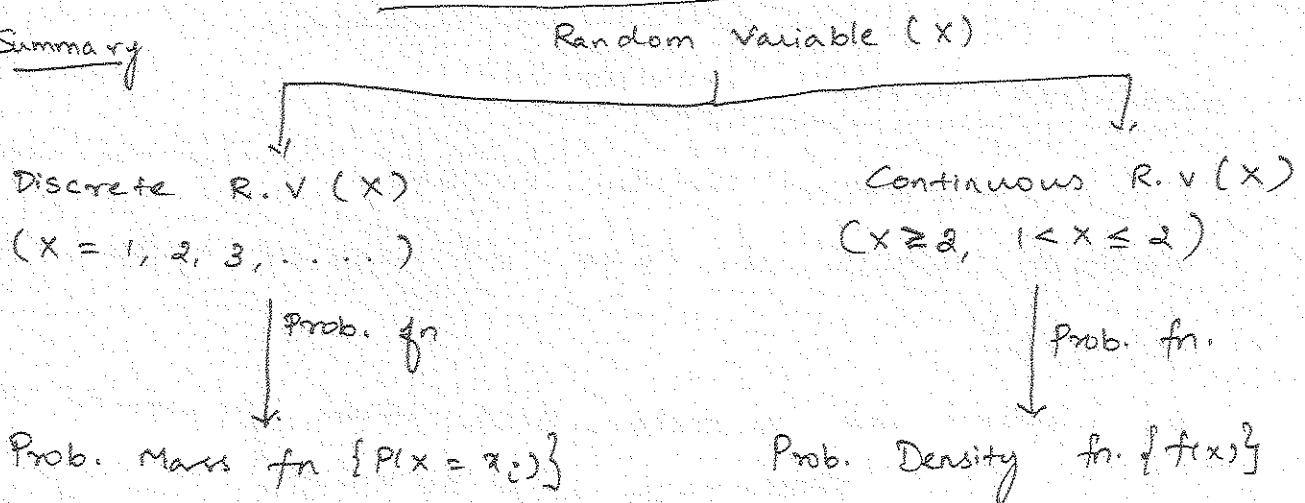 Summary
Random Variable (X)
Discrete R.V (X)
(X = 1, 2, 3, .....)
Continuous R.V (X)
(X ≥ 2, 1 < X ≤ 2)
Prob. fn
Prob. fn.
Prob. Mass fn {P(X = xi)}
Prob. Density fn. {f(x)}